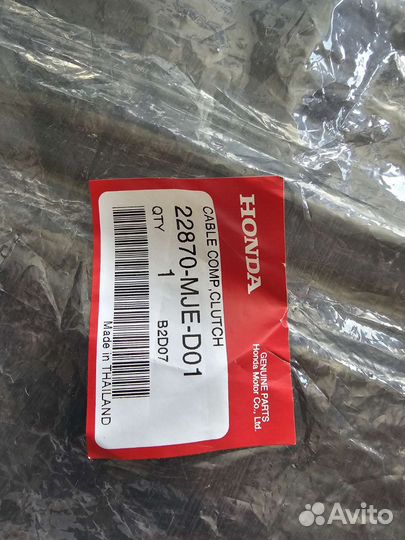 HONDA
GENUINE PARTS
Honda Motor Co., Ltd.
CABLE COMP,CLUTCH
22870-MJE-D01
QTY 1 B2D07
Made in THAILAND
Avito